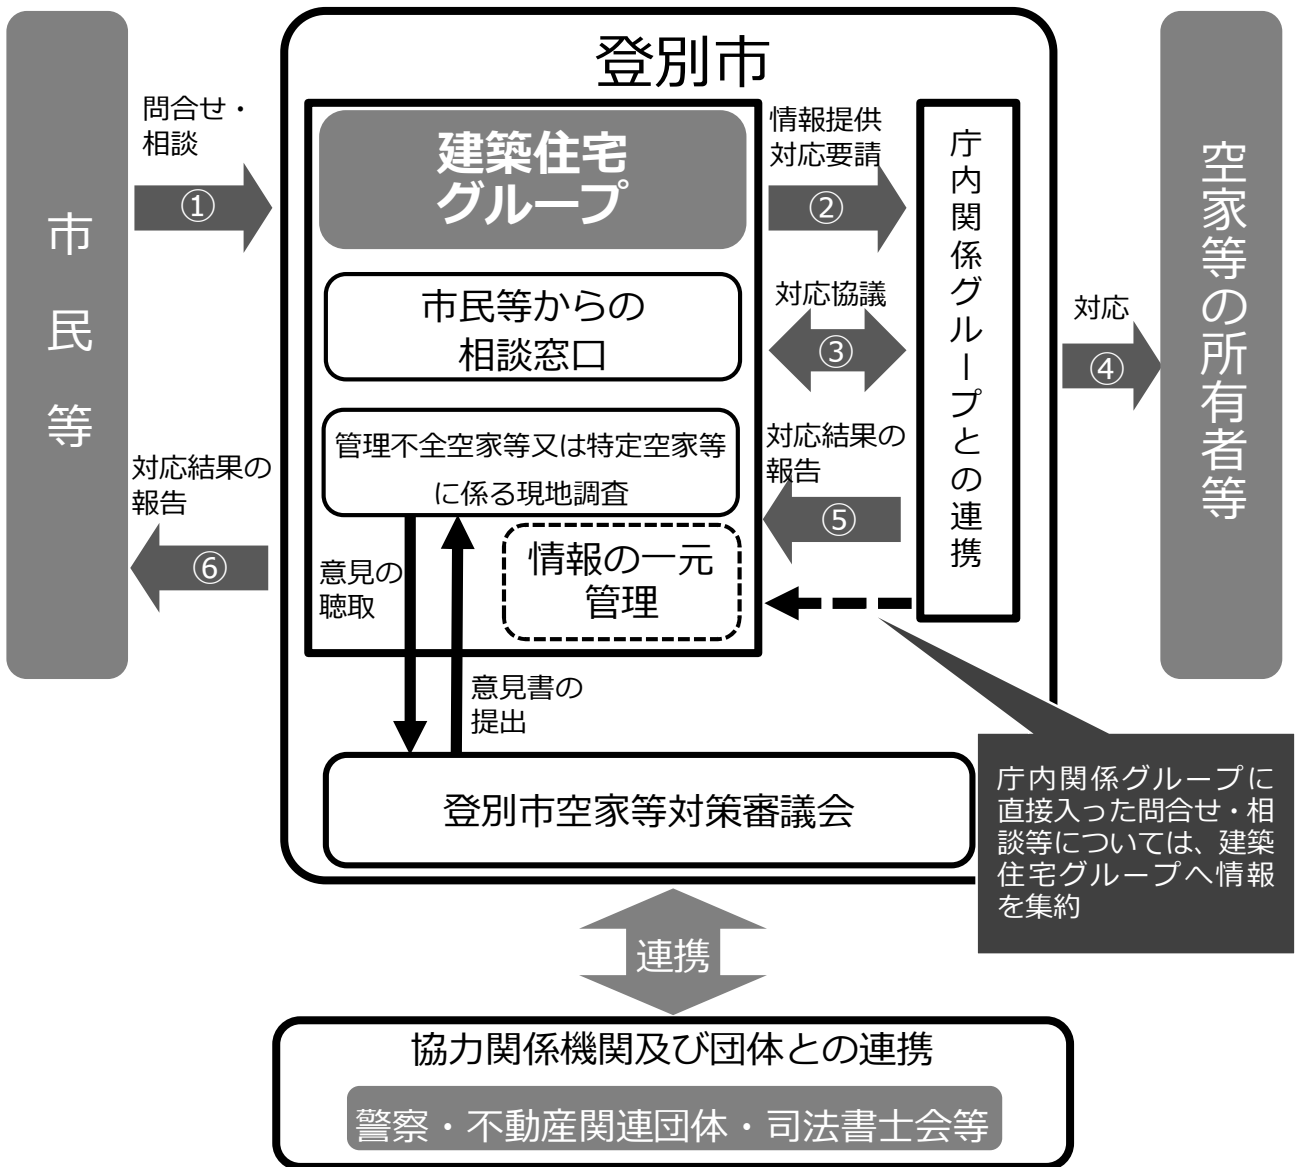 登別市
市民等
問合せ・
相談
①
建築住宅
グループ
情報提供
対応要請
②
庁内関係グループとの連携
空家等の所有者等
市民等からの
相談窓口
対応協議
③
対応
④
管理不全空家等又は特定空家等
に係る現地調査
対応結果の
報告
⑤
対応結果の
報告
⑥
情報の一元
管理
意見の
聴取
意見書の
提出
登別市空家等対策審議会
庁内関係グループに
直接入った問合せ・相
談等については、建築
住宅グループへ情報
を集約
連携
協力関係機関及び団体との連携
警察・不動産関連団体・司法書士会等